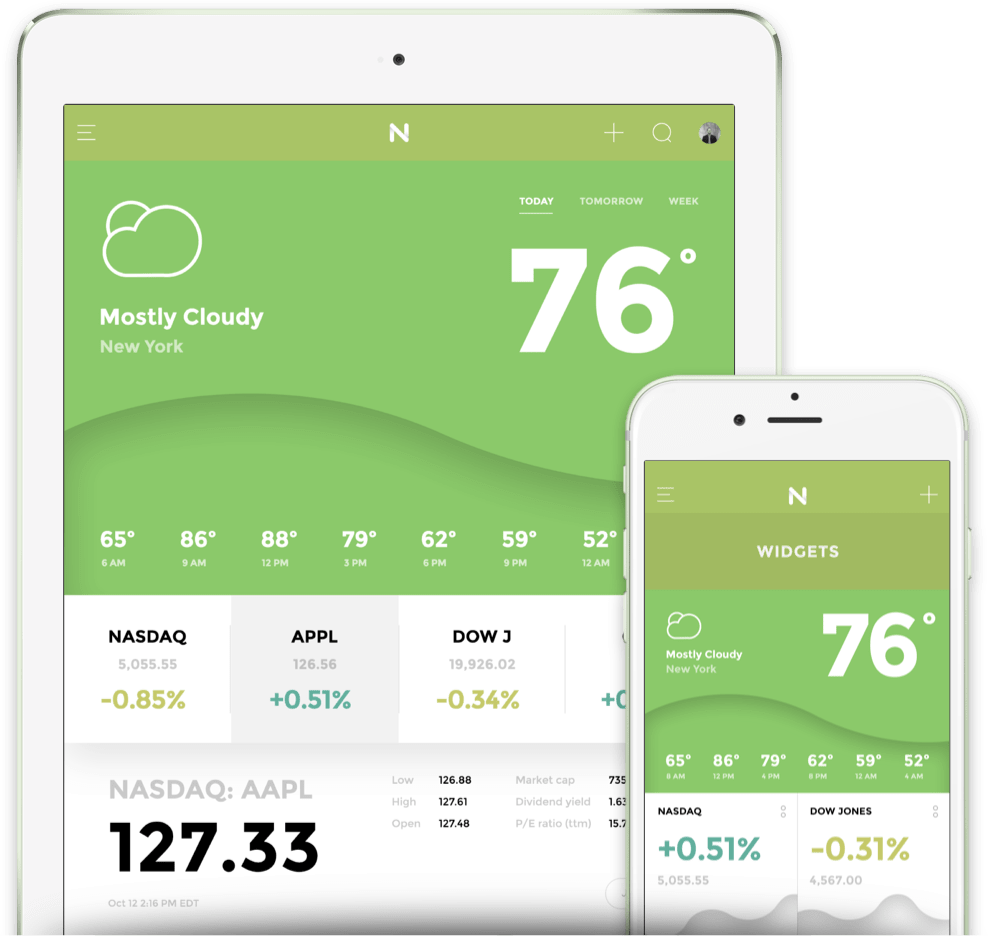 N
TODAY TOMORROW WEEK
76°
Mostly Cloudy
New York
65° 86° 88° 79° 62° 59° 52°
6 AM 9 AM 12 PM 3 PM 6 PM 9 PM 12 AM
NASDAQ APPL DOW J
5,055.55 126.56 19,926.02
-0.85% +0.51% -0.34% +0
NASDAQ: AAPL
127.33
Oct 12 2:16 PM EDT
Low 126.88 Market cap 735
High 127.61 Dividend yield 1.63
Open 127.48 P/E ratio (ttm) 15.7
N
WIDGETS
76°
Mostly Cloudy
New York
65° 86° 79° 62° 59° 52°
8 AM 12 PM 4 PM 8 PM 12 AM 4 AM
NASDAQ DOW JONES
+0.51% -0.31%
5,055.55 4,567.00